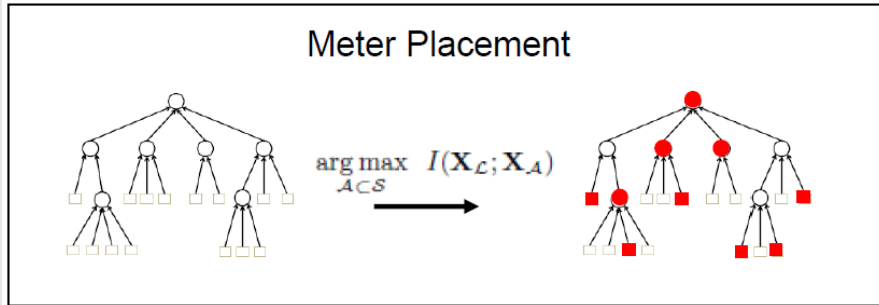 Meter Placement
arg max I(X_ℒ; X_𝒜)
𝒜⊂𝒮